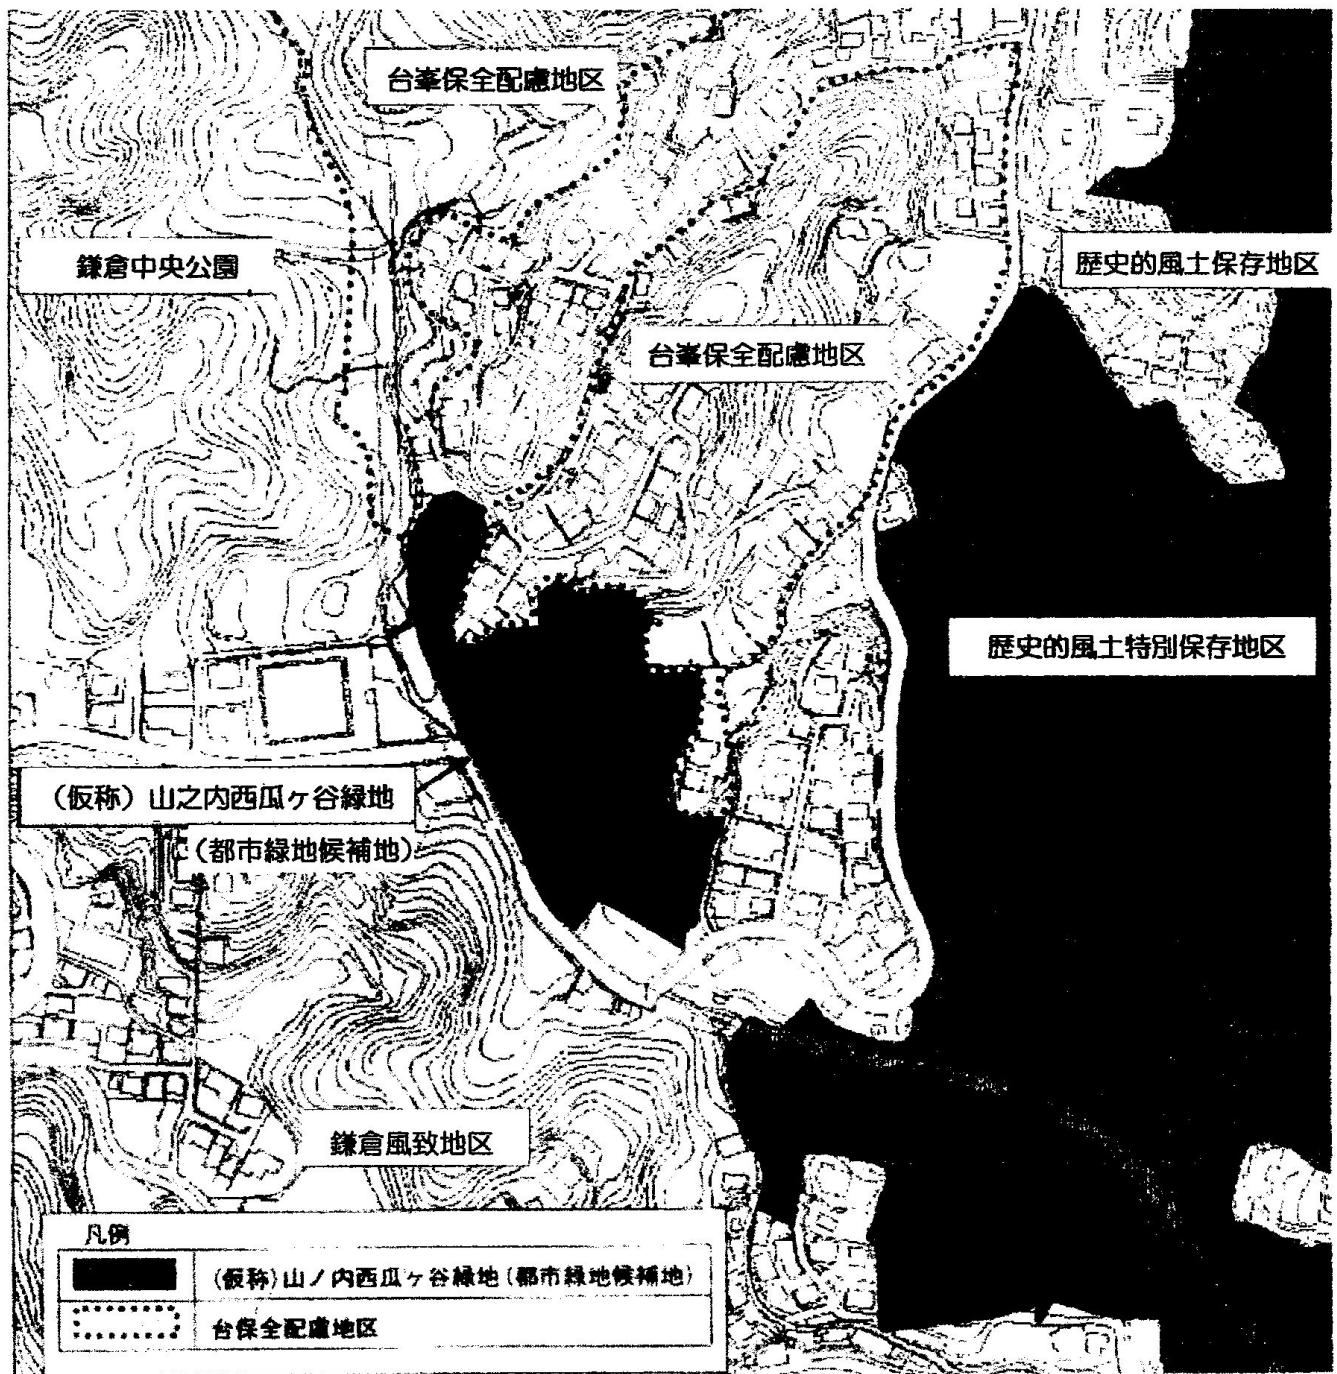 台峯保全配慮地区
鎌倉中央公園
歴史的風土保存地区
台峯保全配慮地区
歴史的風土特別保存地区
（仮称）山之内西瓜ヶ谷緑地
（都市緑地候補地）
鎌倉風致地区
凡例
(仮称)山ノ内西瓜ヶ谷緑地(都市緑地候補地)
台保全配慮地区